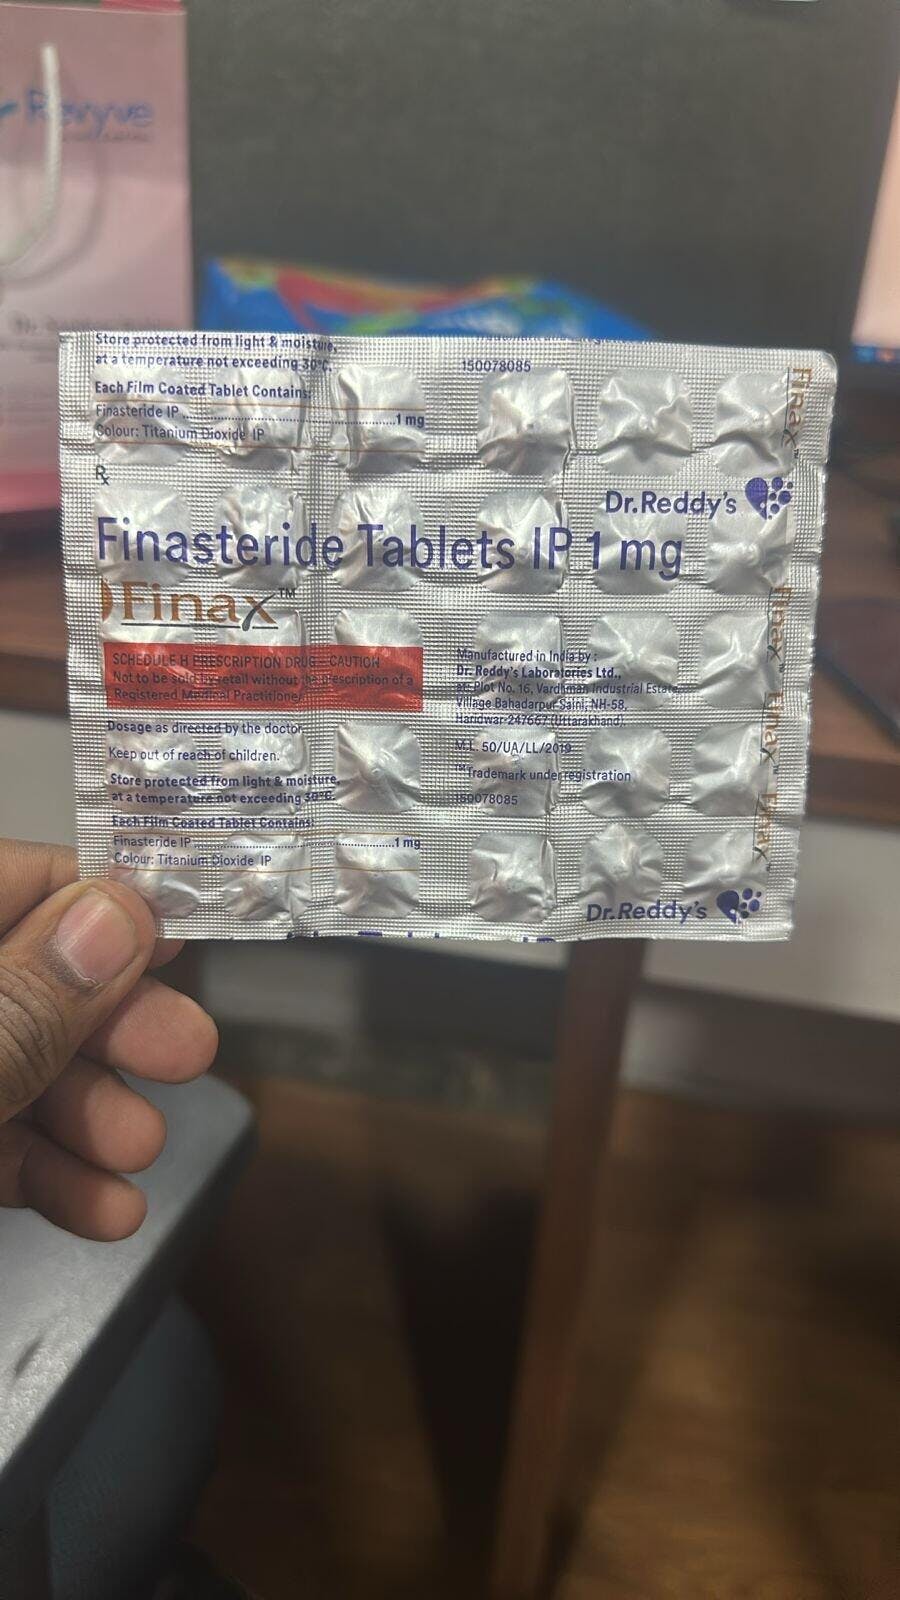 Revyve
Store protected from light & moisture,
at a temperature not exceeding 30°C.
Each Film Coated Tablet Contains:
Finasteride IP ........................................1 mg
Colour: Titanium Dioxide IP
150078085
Finax™
Rx
Dr.Reddy's
Finasteride Tablets IP 1 mg
Finax™
SCHEDULE H PRESCRIPTION DRUG - CAUTION
Not to be sold by retail without the prescription of a
Registered Medical Practitioner
Dosage as directed by the doctor.
Keep out of reach of children.
Store protected from light & moisture,
at a temperature not exceeding 30°C.
Each Film Coated Tablet Contains:
Finasteride IP ........................................1 mg
Colour: Titanium Dioxide IP
Manufactured in India by :
Dr. Reddy's Laboratories Ltd.,
at: Plot No. 16, Vardhman Industrial Estate,
Village Bahadarpur Saini, NH-58,
Haridwar-247667 (Uttarakhand)
M.L. 50/UA/LL/2019
™Trademark under registration
150078085
Finax™
Finax™
Finax™
Dr.Reddy's